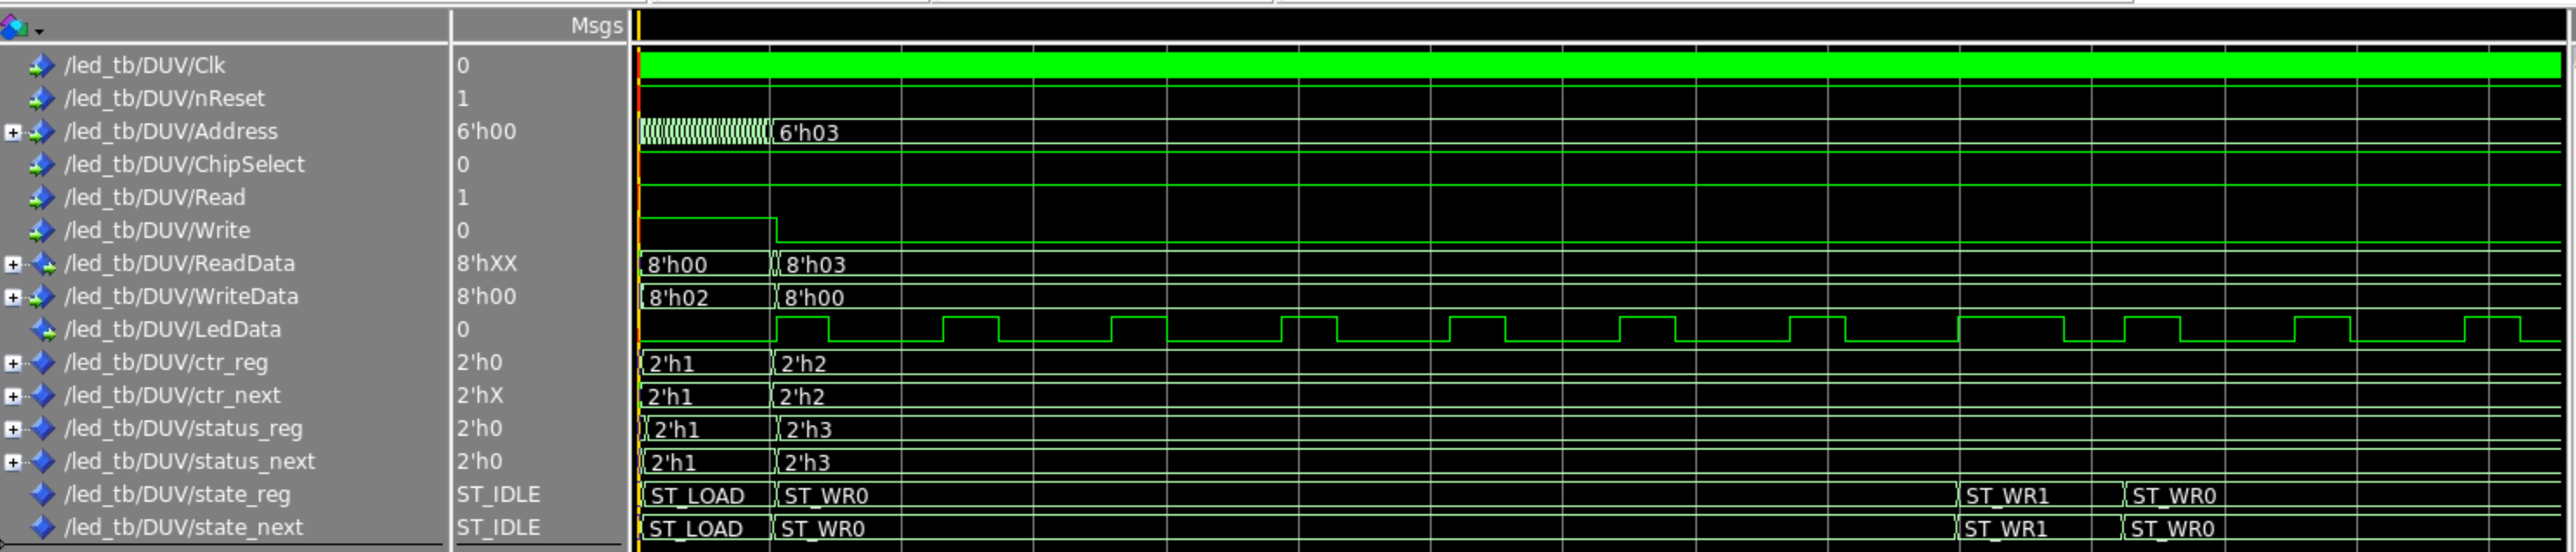 Msgs
/led_tb/DUV/Clk 0
/led_tb/DUV/nReset 1
/led_tb/DUV/Address 6'h00 6'h03
/led_tb/DUV/ChipSelect 0
/led_tb/DUV/Read 1
/led_tb/DUV/Write 0
/led_tb/DUV/ReadData 8'hXX 8'h00 8'h03
/led_tb/DUV/WriteData 8'h00 8'h02 8'h00
/led_tb/DUV/LedData 0
/led_tb/DUV/ctr_reg 2'h0 2'h1 2'h2
/led_tb/DUV/ctr_next 2'hX 2'h1 2'h2
/led_tb/DUV/status_reg 2'h0 2'h1 2'h3
/led_tb/DUV/status_next 2'h0 2'h1 2'h3
/led_tb/DUV/state_reg ST_IDLE ST_LOAD ST_WR0 ST_WR1 ST_WR0
/led_tb/DUV/state_next ST_IDLE ST_LOAD ST_WR0 ST_WR1 ST_WR0